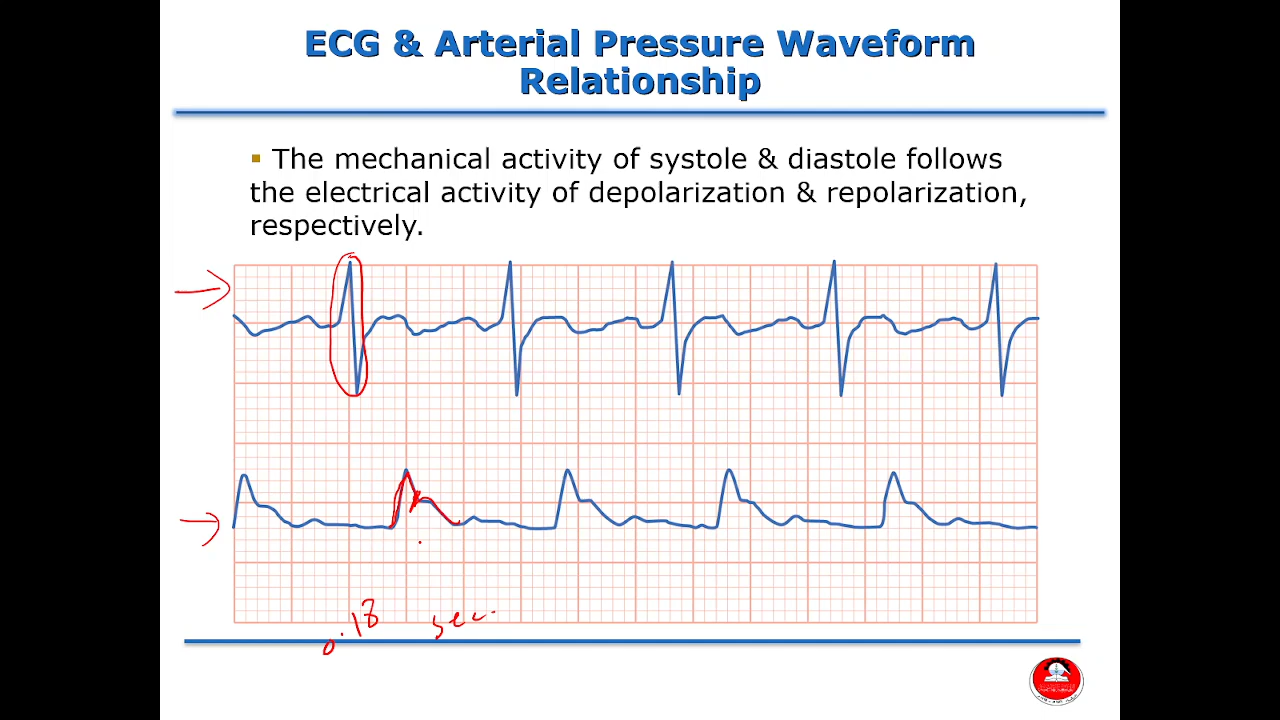 ECG & Arterial Pressure Waveform
Relationship
▪ The mechanical activity of systole & diastole follows
the electrical activity of depolarization & repolarization,
respectively.
0.18 sec.